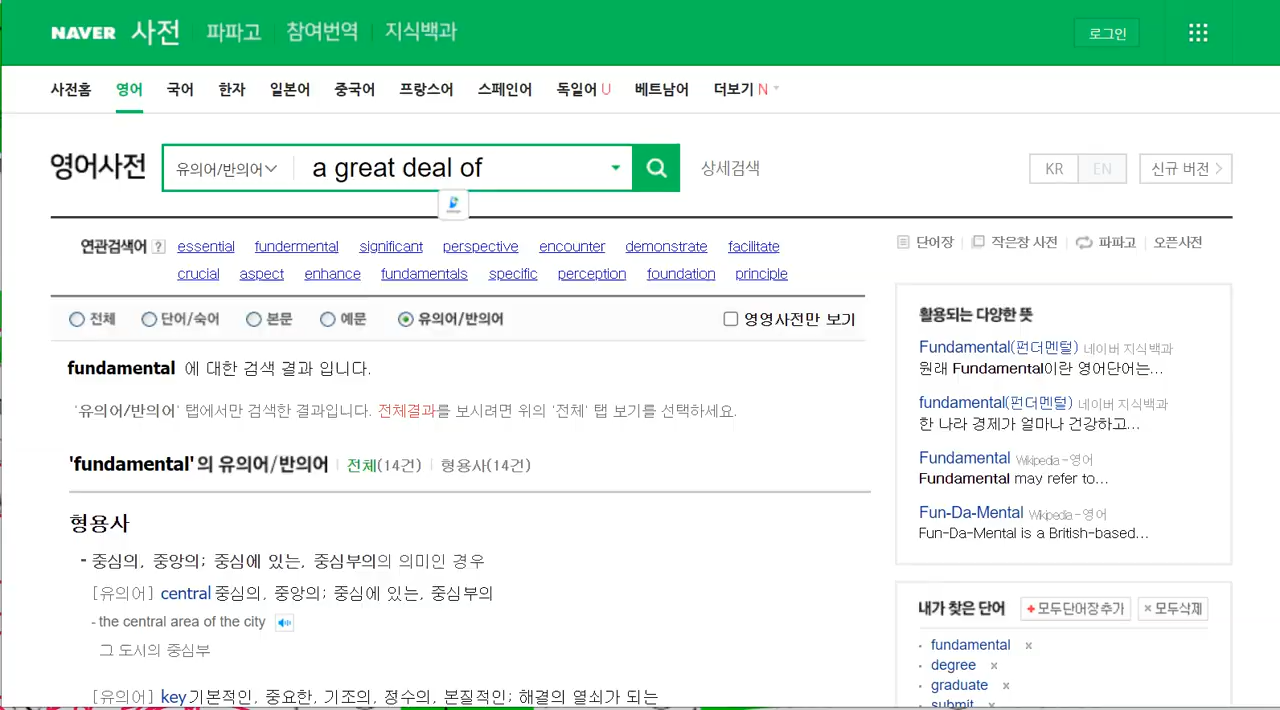 NAVER 사전 파파고 참여번역 지식백과 로그인
사전홈 영어 국어 한자 일본어 중국어 프랑스어 스페인어 독일어 U 베트남어 더보기 N
영어사전 유의어/반의어 a great deal of 상세검색 KR EN 신규 버전
연관검색어 ? essential fundermental significant perspective encounter demonstrate facilitate
crucial aspect enhance fundamentals specific perception foundation principle
단어장 작은창 사전 파파고 오픈사전
전체 단어/숙어 본문 예문 유의어/반의어 영영사전만 보기
fundamental 에 대한 검색 결과 입니다.
'유의어/반의어' 탭에서만 검색한 결과입니다. 전체결과를 보시려면 위의 '전체' 탭 보기를 선택하세요.
'fundamental'의 유의어/반의어 전체(14건) 형용사(14건)
형용사
- 중심의, 중앙의; 중심에 있는, 중심부의의 의미인 경우
[유의어] central 중심의, 중앙의; 중심에 있는, 중심부의
- the central area of the city
그 도시의 중심부
[유의어] key 기본적인, 중요한, 기조의, 정수의, 본질적인; 해결의 열쇠가 되는
활용되는 다양한 뜻
Fundamental(펀더멘털) 네이버 지식백과
원래 Fundamental이란 영어단어는...
fundamental(펀더멘털) 네이버 지식백과
한 나라 경제가 얼마나 건강하고...
Fundamental Wikipedia-영어
Fundamental may refer to...
Fun-Da-Mental Wikipedia-영어
Fun-Da-Mental is a British-based...
내가 찾은 단어 +모두단어장추가 ×모두삭제
· fundamental ×
· degree ×
· graduate ×
· submit ×